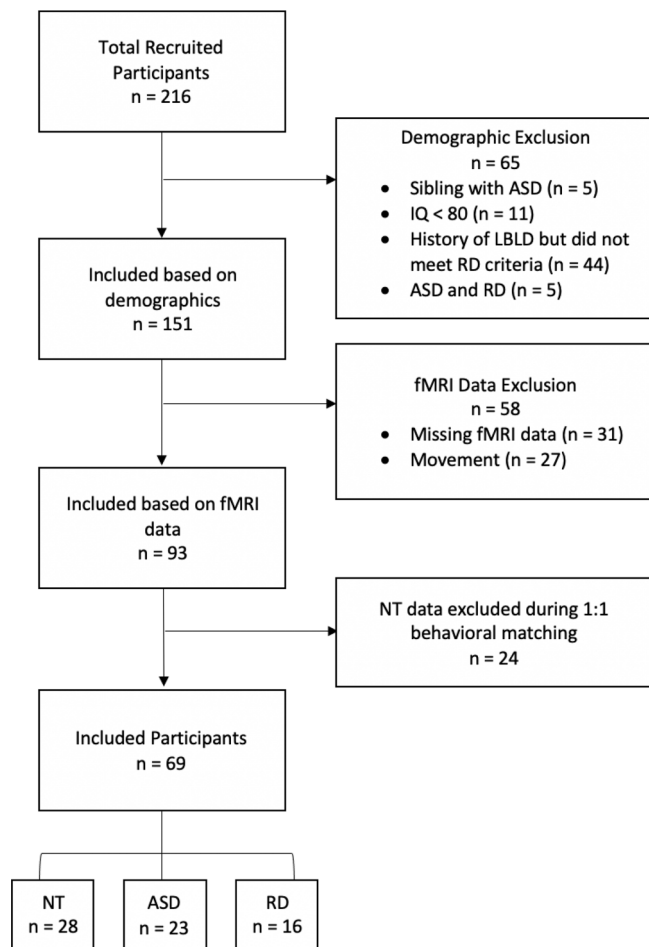 Total Recruited
Participants
n = 216
Demographic Exclusion
n = 65
• Sibling with ASD (n = 5)
• IQ < 80 (n = 11)
• History of LBLD but did not
meet RD criteria (n = 44)
• ASD and RD (n = 5)
Included based on
demographics
n = 151
fMRI Data Exclusion
n = 58
• Missing fMRI data (n = 31)
• Movement (n = 27)
Included based on fMRI
data
n = 93
NT data excluded during 1:1
behavioral matching
n = 24
Included Participants
n = 69
NT
n = 28
ASD
n = 23
RD
n = 16